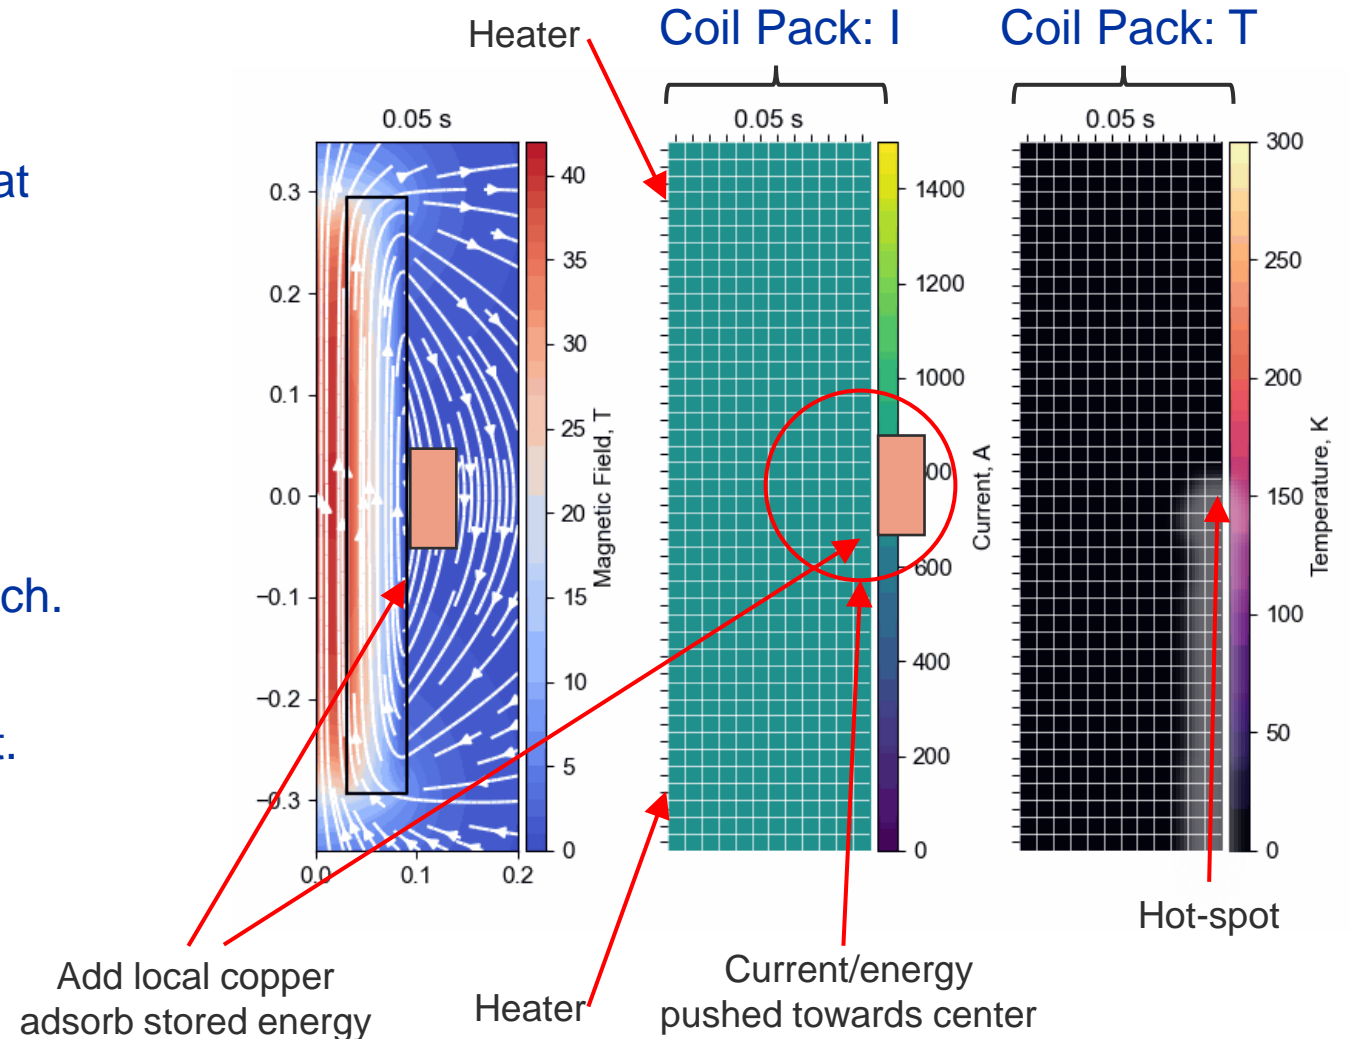 Heater
Coil Pack: I
Coil Pack: T
at
ch.
t.
0.05 s
0.3
0.2
0.1
0.0
−0.1
−0.2
−0.3
0.0
0.1
0.2
40
35
30
25
20
15
10
5
0
Magnetic Field, T
0.05 s
1400
1200
1000
600
400
200
0
Current, A
0.05 s
300
250
200
150
100
50
0
Temperature, K
Hot-spot
Add local copper
adsorb stored energy
Heater
Current/energy
pushed towards center